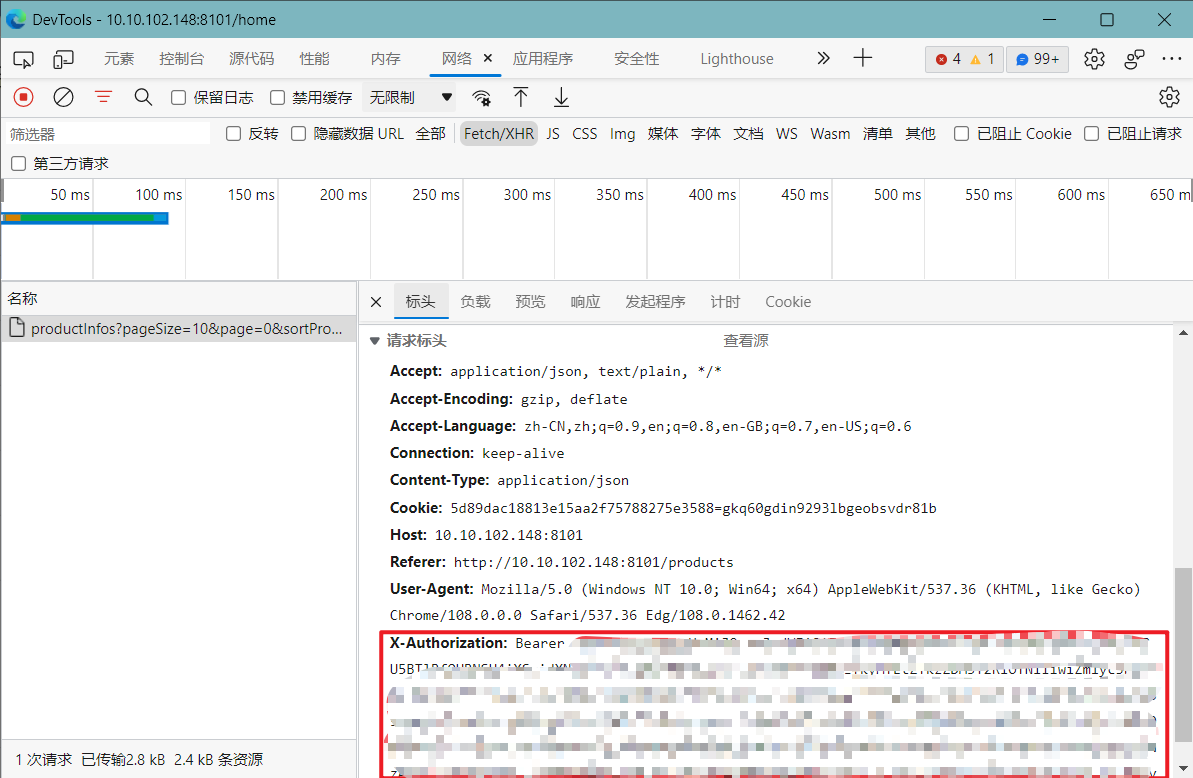 DevTools - 10.10.102.148:8101/home
元素 控制台 源代码 性能 内存 网络 应用程序 安全性 Lighthouse 4 1 99+
保留日志 禁用缓存 无限制
筛选器 反转 隐藏数据 URL 全部 Fetch/XHR JS CSS Img 媒体 字体 文档 WS Wasm 清单 其他 已阻止 Cookie 已阻止请求
第三方请求
50 ms 100 ms 150 ms 200 ms 250 ms 300 ms 350 ms 400 ms 450 ms 500 ms 550 ms 600 ms 650 m
名称 标头 负载 预览 响应 发起程序 计时 Cookie
productInfos?pageSize=10&page=0&sortPro...
请求标头 查看源
Accept: application/json, text/plain, */*
Accept-Encoding: gzip, deflate
Accept-Language: zh-CN,zh;q=0.9,en;q=0.8,en-GB;q=0.7,en-US;q=0.6
Connection: keep-alive
Content-Type: application/json
Cookie: 5d89dac18813e15aa2f75788275e3588=gkq60gdin9293lbgeobsvdr81b
Host: 10.10.102.148:8101
Referer: http://10.10.102.148:8101/products
User-Agent: Mozilla/5.0 (Windows NT 10.0; Win64; x64) AppleWebKit/537.36 (KHTML, like Gecko)
Chrome/108.0.0.0 Safari/537.36 Edg/108.0.1462.42
X-Authorization: Bearer
1 次请求 已传输2.8 kB 2.4 kB 条资源